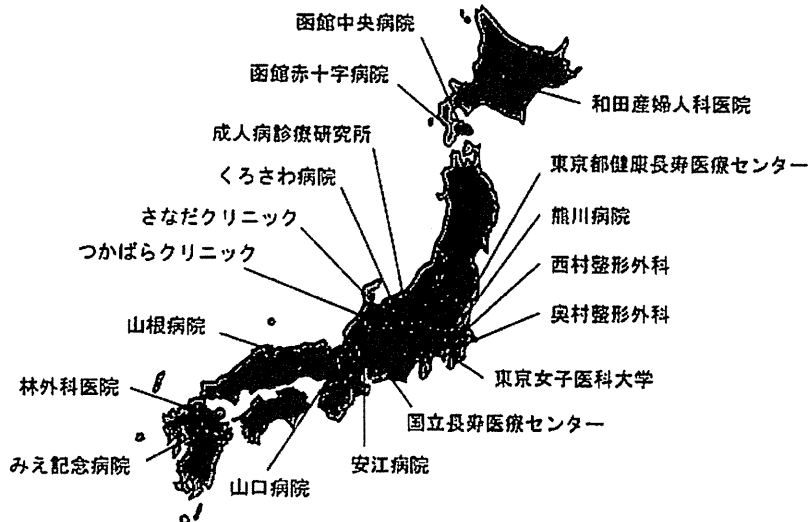 函館中央病院
函館赤十字病院
和田産婦人科医院
成人病診療研究所
東京都健康長寿医療センター
くろさわ病院
さなだクリニック
熊川病院
つかばらクリニック
西村整形外科
奥村整形外科
山根病院
東京女子医科大学
林外科医院
国立長寿医療センター
みえ記念病院
安江病院
山口病院